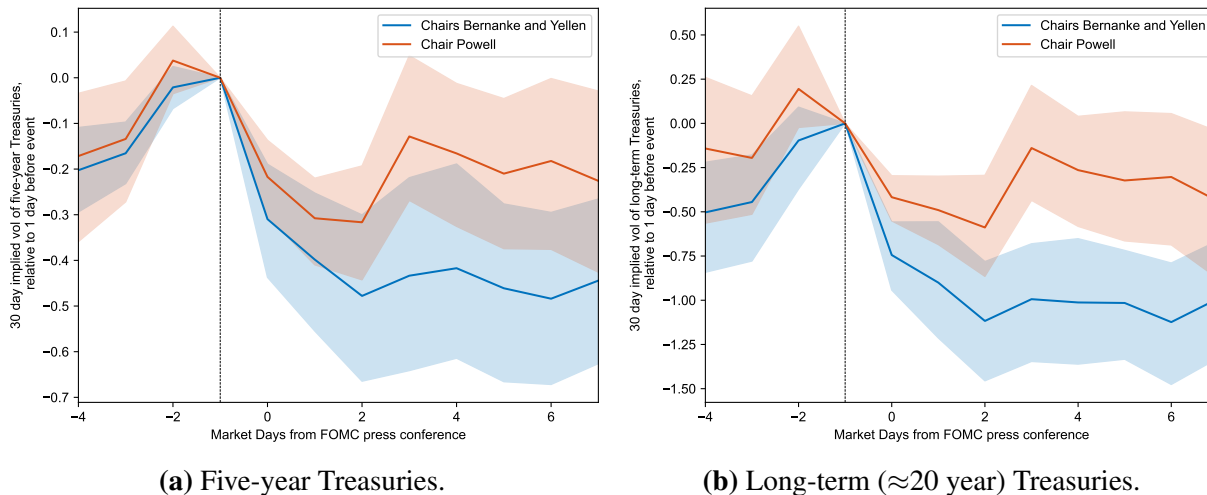 30 day implied vol of five-year Treasuries,
relative to 1 day before event
0.1
0.0
−0.1
−0.2
−0.3
−0.4
−0.5
−0.6
−0.7
Chairs Bernanke and Yellen
Chair Powell
−4
−2
0
2
4
6
Market Days from FOMC press conference
(a) Five-year Treasuries.
30 day implied vol of long-term Treasuries,
relative to 1 day before event
0.50
0.25
0.00
−0.25
−0.50
−0.75
−1.00
−1.25
−1.50
Chairs Bernanke and Yellen
Chair Powell
−4
−2
0
2
4
6
Market Days from FOMC press conference
(b) Long-term (≈20 year) Treasuries.